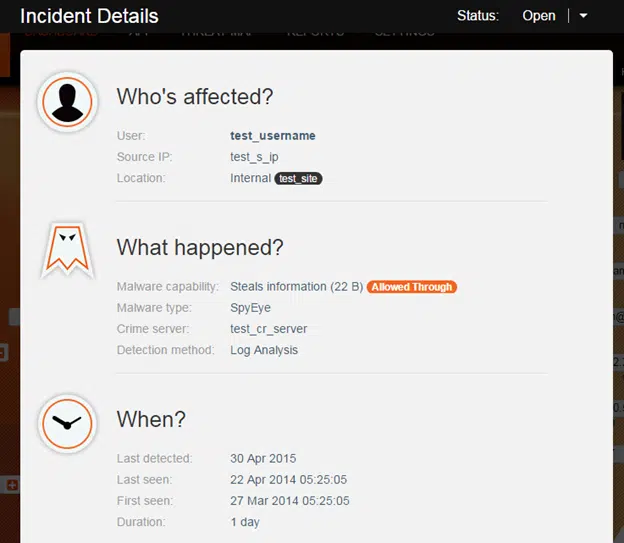 Incident Details
Status: Open
SETTINGS
Who's affected?
User: test_username
Source IP: test_s_ip
Location: Internal test_site
What happened?
Malware capability: Steals information (22 B) Allowed Through
Malware type: SpyEye
Crime server: test_cr_server
Detection method: Log Analysis
When?
Last detected: 30 Apr 2015
Last seen: 22 Apr 2014 05:25:05
First seen: 27 Mar 2014 05:25:05
Duration: 1 day